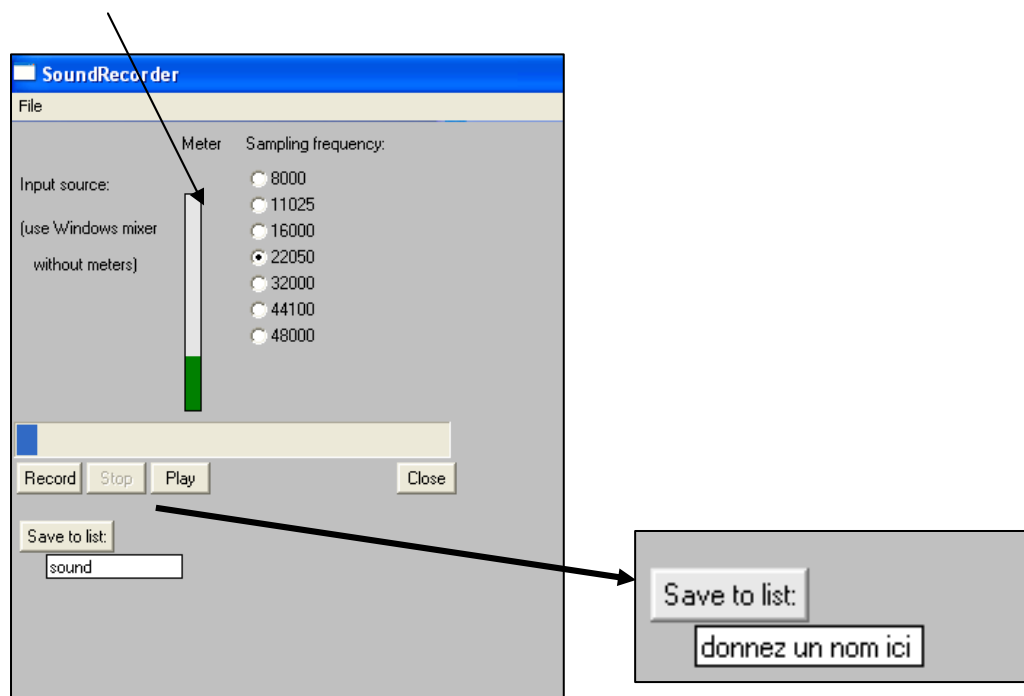 SoundRecorder
File
Meter Sampling frequency:
Input source:
(use Windows mixer
without meters)
8000
11025
16000
22050
32000
44100
48000
Record Stop Play Close
Save to list:
sound
Save to list:
donnez un nom ici